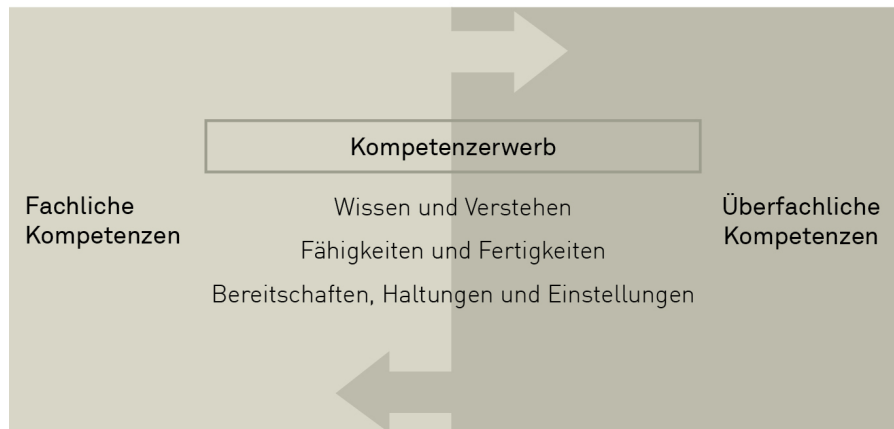 Kompetenzerwerb
Fachliche
Kompetenzen
Wissen und Verstehen
Fähigkeiten und Fertigkeiten
Bereitschaften, Haltungen und Einstellungen
Überfachliche
Kompetenzen